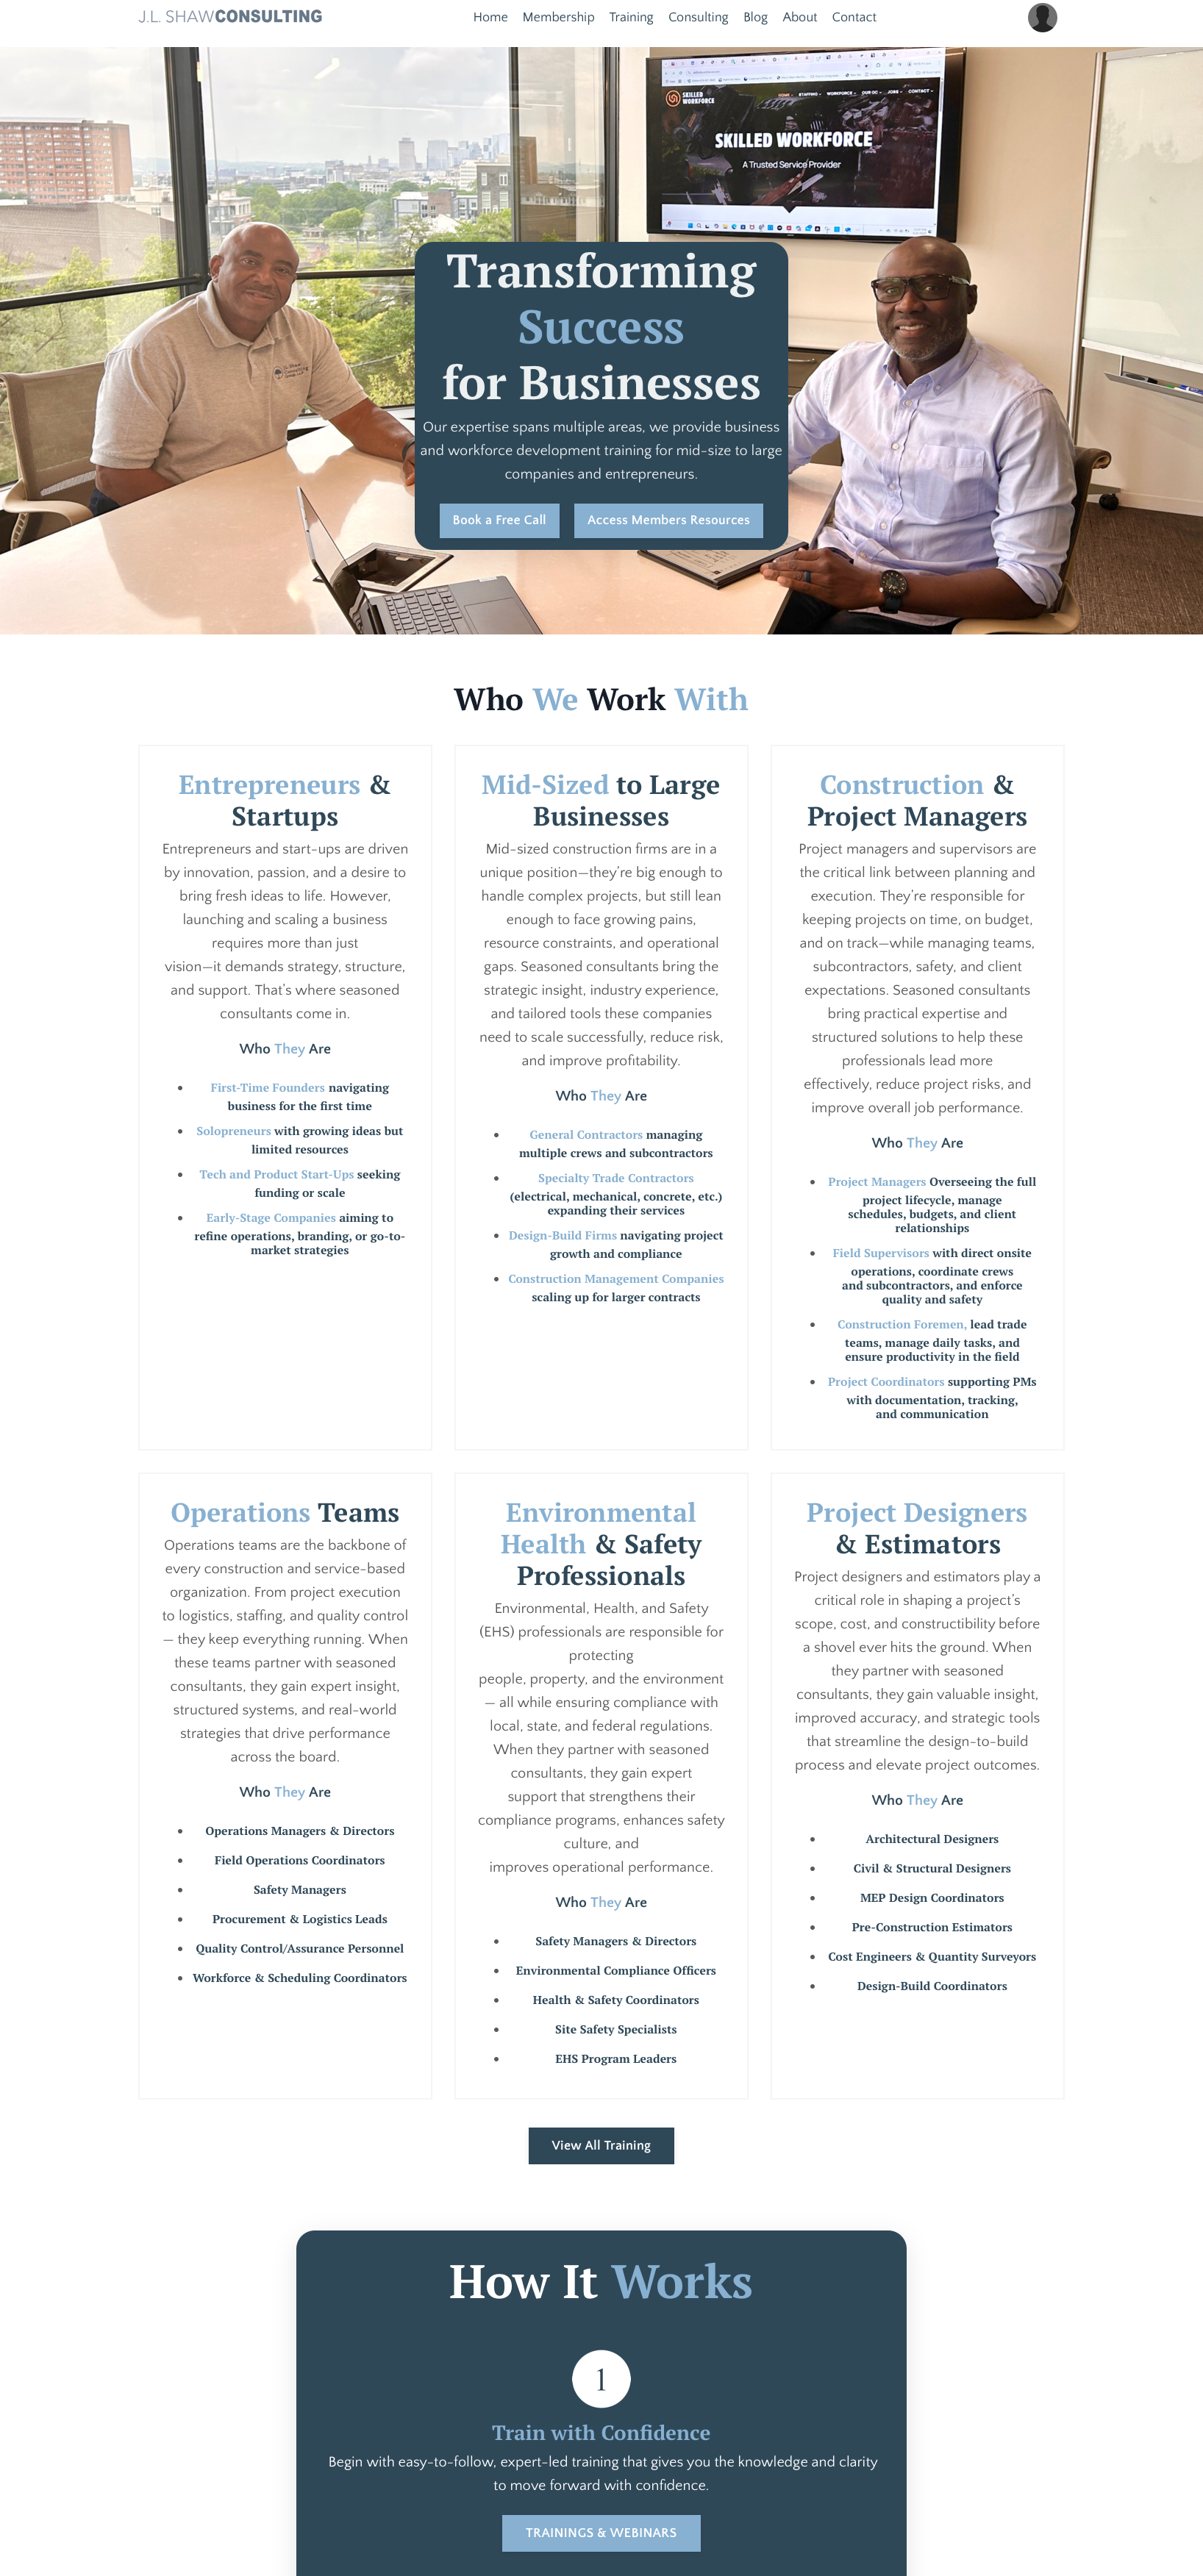 J.L. SHAWCONSULTING
Home Membership Training Consulting Blog About Contact
SKILLED WORKFORCE
SKILLED WORKFORCE
A Trusted Service Provider
Transforming
Success
for Businesses
Our expertise spans multiple areas, we provide business
and workforce development training for mid-size to large
companies and entrepreneurs.
Book a Free Call
Access Members Resources
Who We Work With
Entrepreneurs &
Startups
Entrepreneurs and start-ups are driven
by innovation, passion, and a desire to
bring fresh ideas to life. However,
launching and scaling a business
requires more than just
vision—it demands strategy, structure,
and support. That's where seasoned
consultants come in.
Who They Are
• First-Time Founders navigating
business for the first time
• Solopreneurs with growing ideas but
limited resources
• Tech and Product Start-Ups seeking
funding or scale
• Early-Stage Companies aiming to
refine operations, branding, or go-to-
market strategies
Mid-Sized to Large
Businesses
Mid-sized construction firms are in a
unique position—they're big enough to
handle complex projects, but still lean
enough to face growing pains,
resource constraints, and operational
gaps. Seasoned consultants bring the
strategic insight, industry experience,
and tailored tools these companies
need to scale successfully, reduce risk,
and improve profitability.
Who They Are
• General Contractors managing
multiple crews and subcontractors
• Specialty Trade Contractors
(electrical, mechanical, concrete, etc.)
expanding their services
• Design-Build Firms navigating project
growth and compliance
• Construction Management Companies
scaling up for larger contracts
Construction &
Project Managers
Project managers and supervisors are
the critical link between planning and
execution. They're responsible for
keeping projects on time, on budget,
and on track—while managing teams,
subcontractors, safety, and client
expectations. Seasoned consultants
bring practical expertise and
structured solutions to help these
professionals lead more
effectively, reduce project risks, and
improve overall job performance.
Who They Are
• Project Managers Overseeing the full
project lifecycle, manage
schedules, budgets, and client
relationships
• Field Supervisors with direct onsite
operations, coordinate crews
and subcontractors, and enforce
quality and safety
• Construction Foremen, lead trade
teams, manage daily tasks, and
ensure productivity in the field
• Project Coordinators supporting PMs
with documentation, tracking,
and communication
Operations Teams
Operations teams are the backbone of
every construction and service-based
organization. From project execution
to logistics, staffing, and quality control
— they keep everything running. When
these teams partner with seasoned
consultants, they gain expert insight,
structured systems, and real-world
strategies that drive performance
across the board.
Who They Are
• Operations Managers & Directors
• Field Operations Coordinators
• Safety Managers
• Procurement & Logistics Leads
• Quality Control/Assurance Personnel
• Workforce & Scheduling Coordinators
Environmental
Health & Safety
Professionals
Environmental, Health, and Safety
(EHS) professionals are responsible for
protecting
people, property, and the environment
— all while ensuring compliance with
local, state, and federal regulations.
When they partner with seasoned
consultants, they gain expert
support that strengthens their
compliance programs, enhances safety
culture, and
improves operational performance.
Who They Are
• Safety Managers & Directors
• Environmental Compliance Officers
• Health & Safety Coordinators
• Site Safety Specialists
• EHS Program Leaders
Project Designers
& Estimators
Project designers and estimators play a
critical role in shaping a project's
scope, cost, and constructibility before
a shovel ever hits the ground. When
they partner with seasoned
consultants, they gain valuable insight,
improved accuracy, and strategic tools
that streamline the design-to-build
process and elevate project outcomes.
Who They Are
• Architectural Designers
• Civil & Structural Designers
• MEP Design Coordinators
• Pre-Construction Estimators
• Cost Engineers & Quantity Surveyors
• Design-Build Coordinators
View All Training
How It Works
1
Train with Confidence
Begin with easy-to-follow, expert-led training that gives you the knowledge and clarity
to move forward with confidence.
TRAININGS & WEBINARS